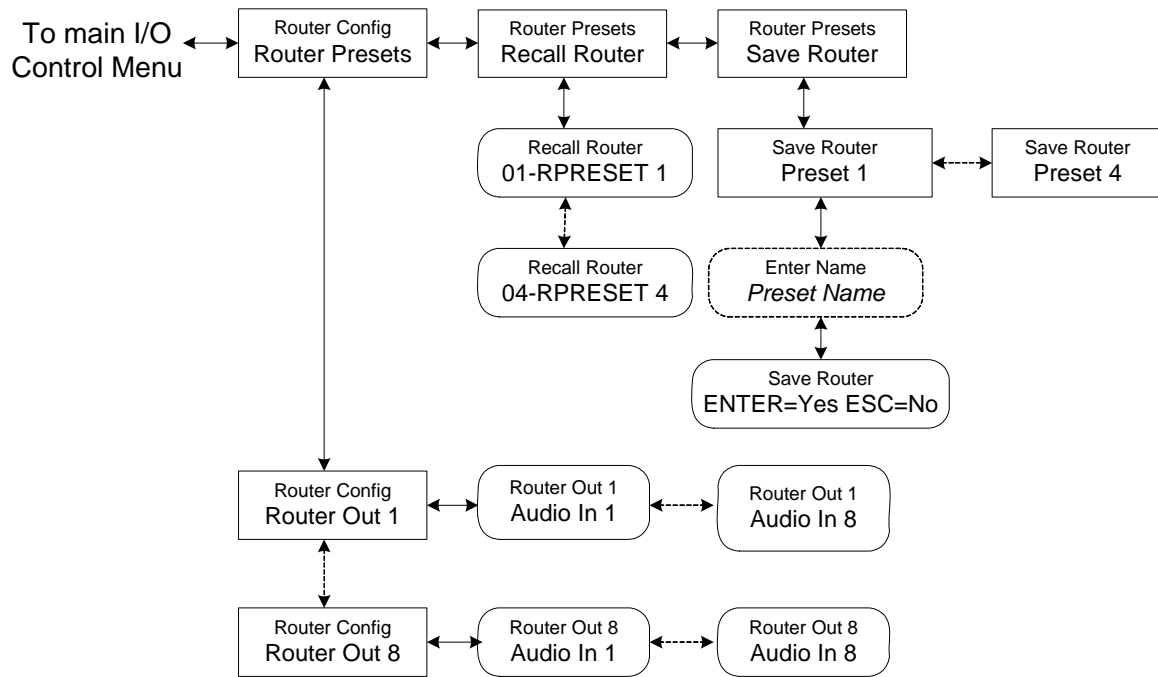 To main I/O
Control Menu
Router Config
Router Presets
Router Presets
Recall Router
Router Presets
Save Router
Recall Router
01-RPRESET 1
Save Router
Preset 1
Save Router
Preset 4
Recall Router
04-RPRESET 4
Enter Name
Preset Name
Save Router
ENTER=Yes ESC=No
Router Config
Router Out 1
Router Out 1
Audio In 1
Router Out 1
Audio In 8
Router Config
Router Out 8
Router Out 8
Audio In 1
Router Out 8
Audio In 8